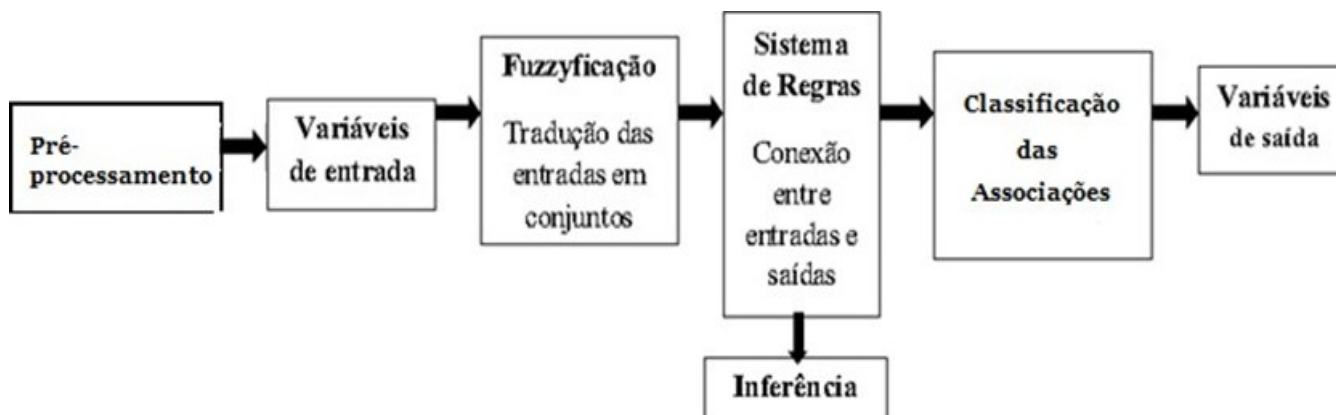 Pré-
processamento
Variáveis
de entrada
Fuzzyficação
Tradução das
entradas em
conjuntos
Sistema
de Regras
Conexão
entre
entradas e
saídas
Inferência
Classificação
das
Associações
Variáveis
de saída